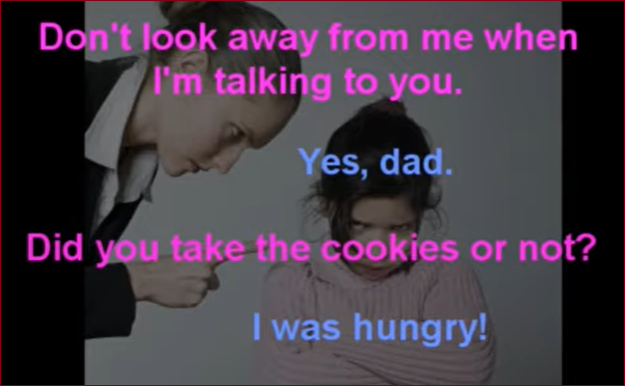 Don't look away from me when
I'm talking to you.
Yes, dad.
Did you take the cookies or not?
I was hungry!